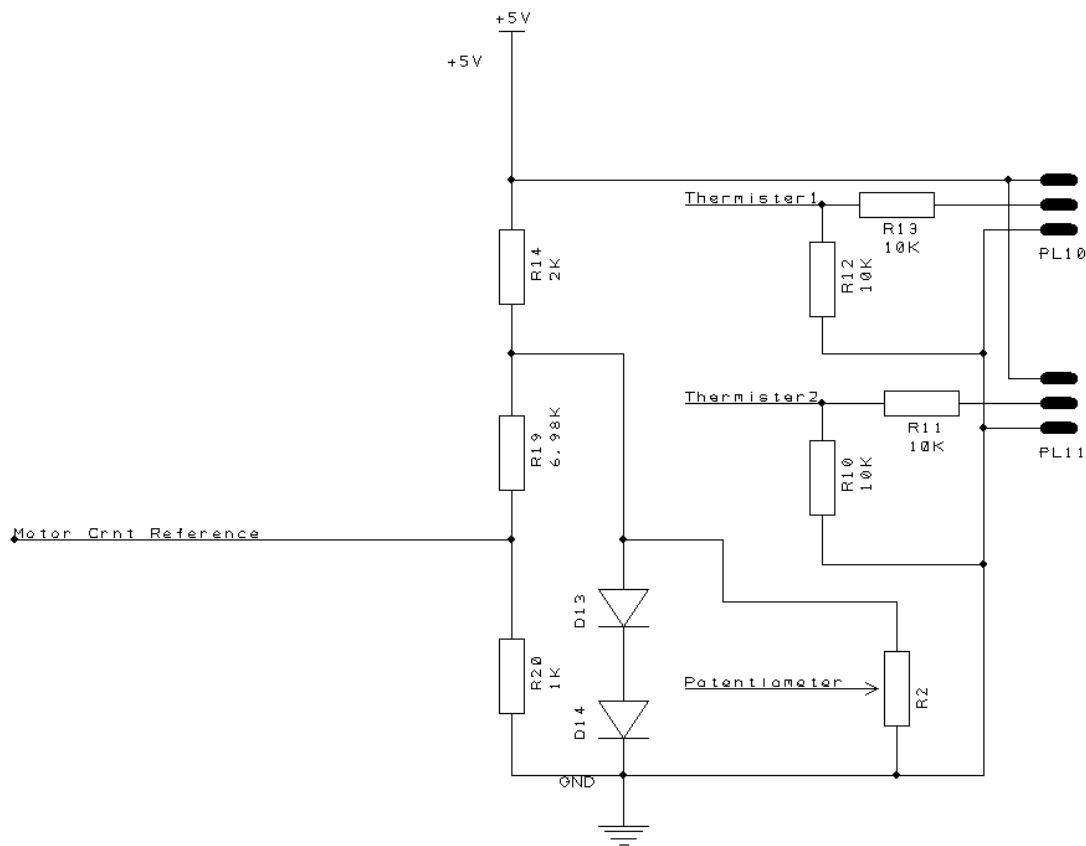 +5V
+5V
Thermister1
R13
10K
PL10
R14
2K
R12
10K
Thermister2
R11
10K
PL11
R19
6.98K
R10
10K
Motor Crnt Reference
D13
R20
1K
Potentiometer
R2
D14
GND